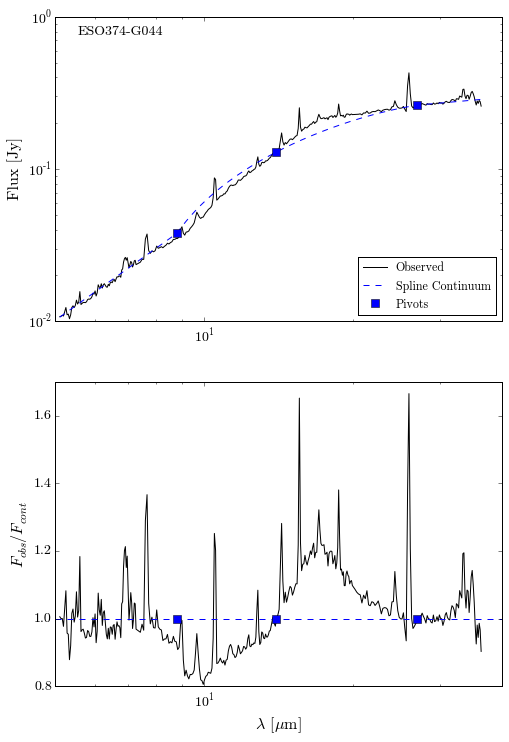 ESO374-G044
10^0
10^-1
10^-2
Flux [Jy]
Observed
Spline Continuum
Pivots
10^1
1.6
1.4
1.2
1.0
0.8
F_obs/F_cont
10^1
λ [μm]